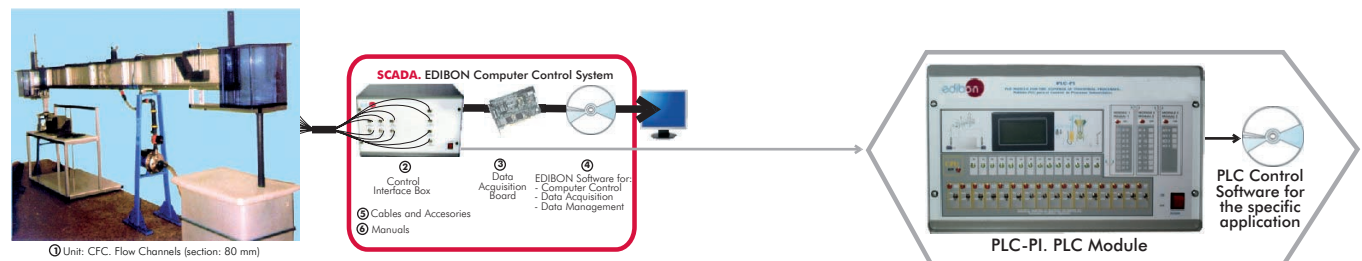 SCADA. EDIBON Computer Control System
② Control Interface Box
③ Data Acquisition Board
④ EDIBON Software for:
- Computer Control
- Data Acquisition
- Data Management
⑤ Cables and Accesories
⑥ Manuals
① Unit: CFC. Flow Channels (section: 80 mm)
edibon
PLC-PI
PLC-PI. PLC Module
PLC Control
Software for
the specific
application